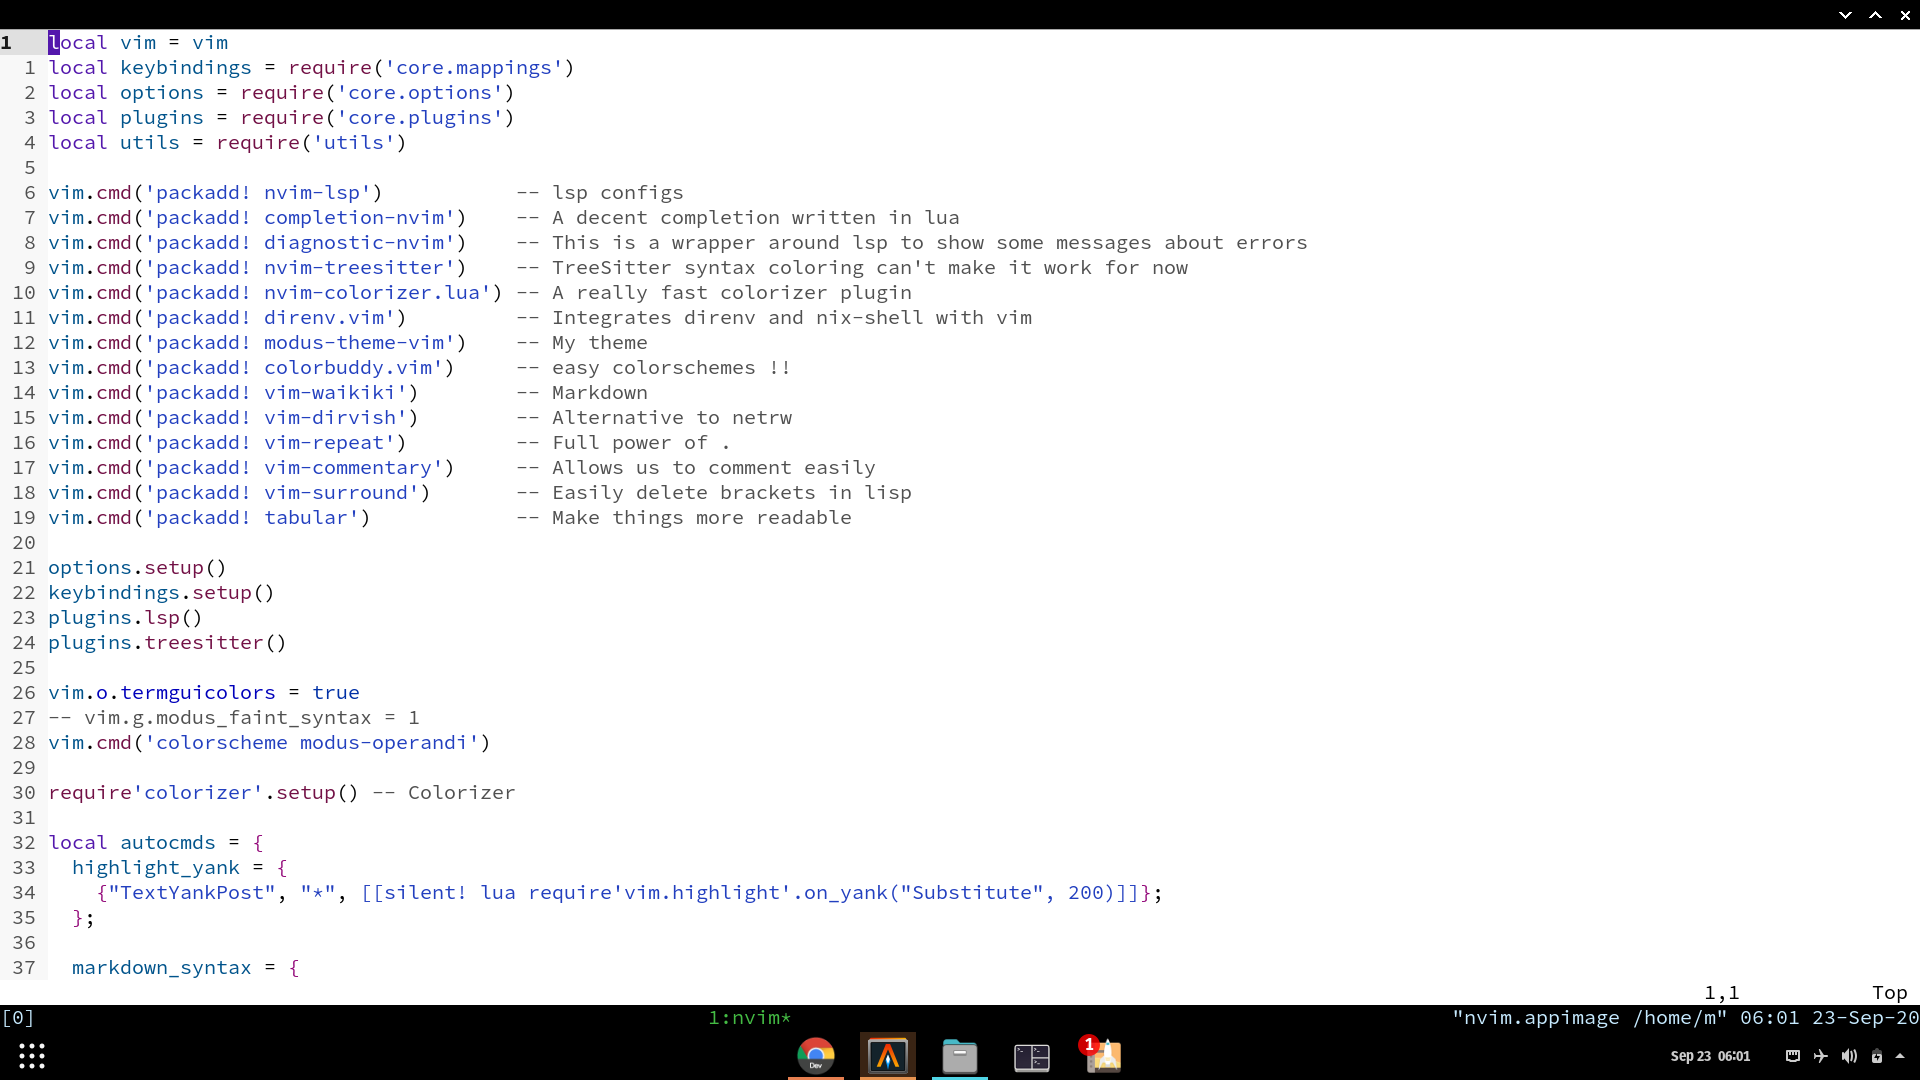 1   local vim = vim
  1 local keybindings = require('core.mappings')
  2 local options = require('core.options')
  3 local plugins = require('core.plugins')
  4 local utils = require('utils')
  5
  6 vim.cmd('packadd! nvim-lsp')           -- lsp configs
  7 vim.cmd('packadd! completion-nvim')    -- A decent completion written in lua
  8 vim.cmd('packadd! diagnostic-nvim')    -- This is a wrapper around lsp to show some messages about errors
  9 vim.cmd('packadd! nvim-treesitter')    -- TreeSitter syntax coloring can't make it work for now
 10 vim.cmd('packadd! nvim-colorizer.lua') -- A really fast colorizer plugin
 11 vim.cmd('packadd! direnv.vim')         -- Integrates direnv and nix-shell with vim
 12 vim.cmd('packadd! modus-theme-vim')    -- My theme
 13 vim.cmd('packadd! colorbuddy.vim')     -- easy colorschemes !!
 14 vim.cmd('packadd! vim-waikiki')        -- Markdown
 15 vim.cmd('packadd! vim-dirvish')        -- Alternative to netrw
 16 vim.cmd('packadd! vim-repeat')         -- Full power of .
 17 vim.cmd('packadd! vim-commentary')     -- Allows us to comment easily
 18 vim.cmd('packadd! vim-surround')       -- Easily delete brackets in lisp
 19 vim.cmd('packadd! tabular')            -- Make things more readable
 20
 21 options.setup()
 22 keybindings.setup()
 23 plugins.lsp()
 24 plugins.treesitter()
 25
 26 vim.o.termguicolors = true
 27 -- vim.g.modus_faint_syntax = 1
 28 vim.cmd('colorscheme modus-operandi')
 29
 30 require'colorizer'.setup() -- Colorizer
 31
 32 local autocmds = {
 33   highlight_yank = {
 34     {"TextYankPost", "*", [[silent! lua require'vim.highlight'.on_yank("Substitute", 200)]]};
 35   };
 36
 37   markdown_syntax = {
1,1 Top
[0] 1:nvim* "nvim.appimage /home/m" 06:01 23-Sep-20
Dev
1
Sep 23 06:01